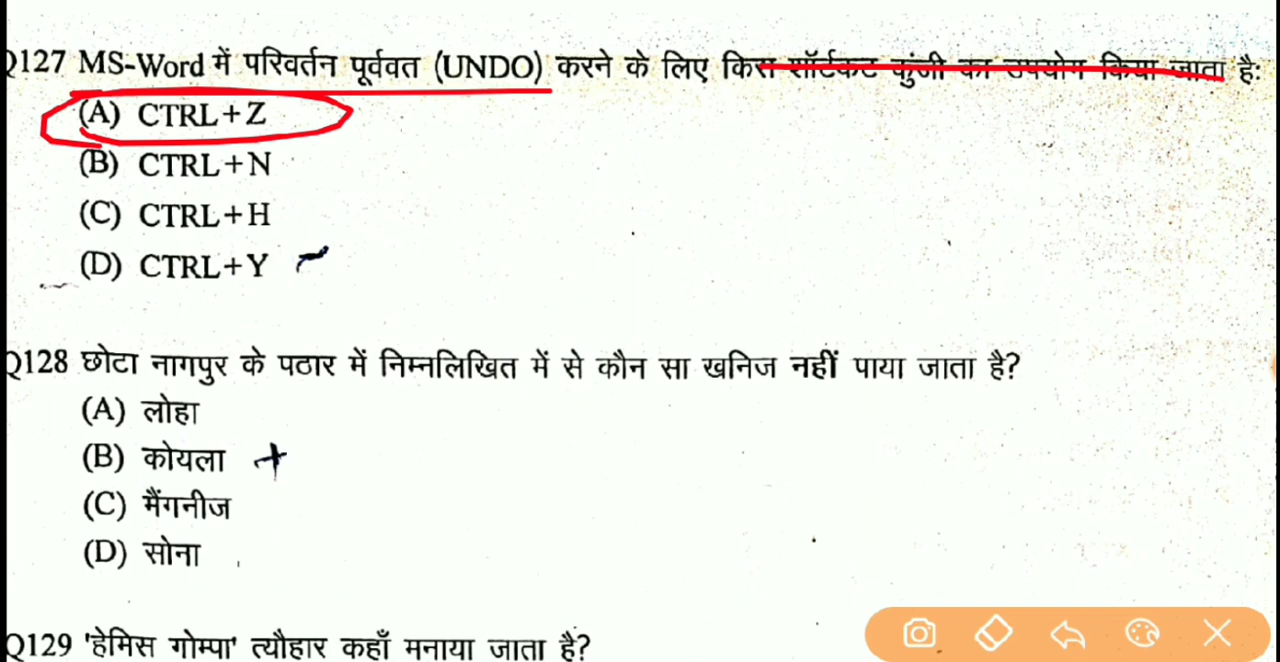 Q127 MS-Word में परिवर्तन पूर्ववत (UNDO) करने के लिए किस शॉर्टकट कुंजी का उपयोग किया जाता है:
(A) CTRL+Z
(B) CTRL+N
(C) CTRL+H
(D) CTRL+Y
Q128 छोटा नागपुर के पठार में निम्नलिखित में से कौन सा खनिज नहीं पाया जाता है?
(A) लोहा
(B) कोयला
(C) मैंगनीज
(D) सोना
Q129 'हेमिस गोम्पा' त्यौहार कहाँ मनाया जाता है?